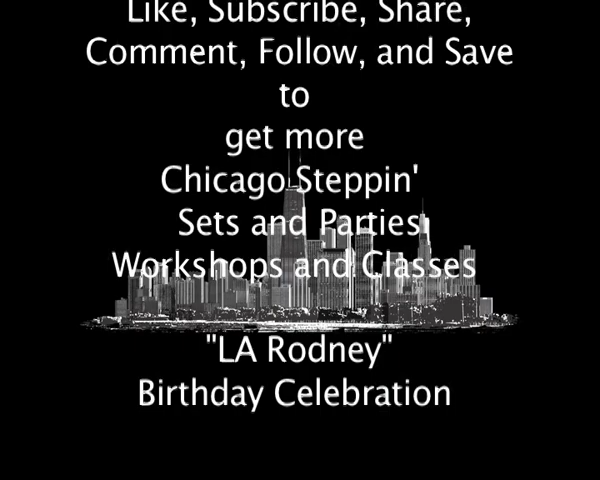 Like, Subscribe, Share,
Comment, Follow, and Save
to
get more
Chicago Steppin'
Sets and Parties
Workshops and Classes
"LA Rodney"
Birthday Celebration